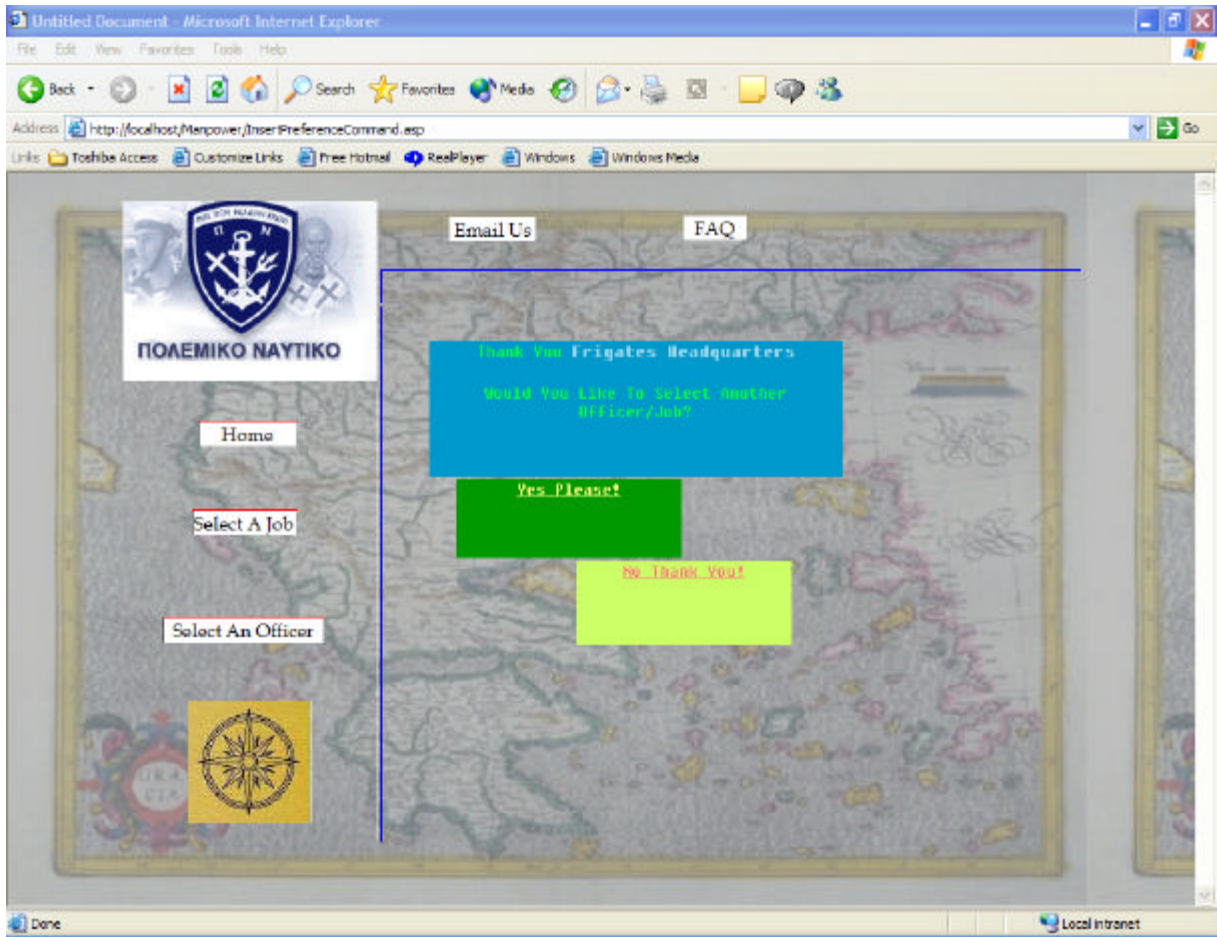 Untitled Document - Microsoft Internet Explorer
File Edit View Favorites Tools Help
Back Search Favorites Media
Address http://localhost/Manpower/InsertPreferenceCommand.asp Go
Links Toshiba Access Customize Links Free Hotmail RealPlayer Windows Windows Media
Π Ν
ΠΟΛΕΜΙΚΟ ΝΑΥΤΙΚΟ
Email Us FAQ
Thank You Frigates Headquarters
Would You Like To Select Another
Officer/Job?
Yes Please!
No Thank You!
Home
Select A Job
Select An Officer
Done Local intranet